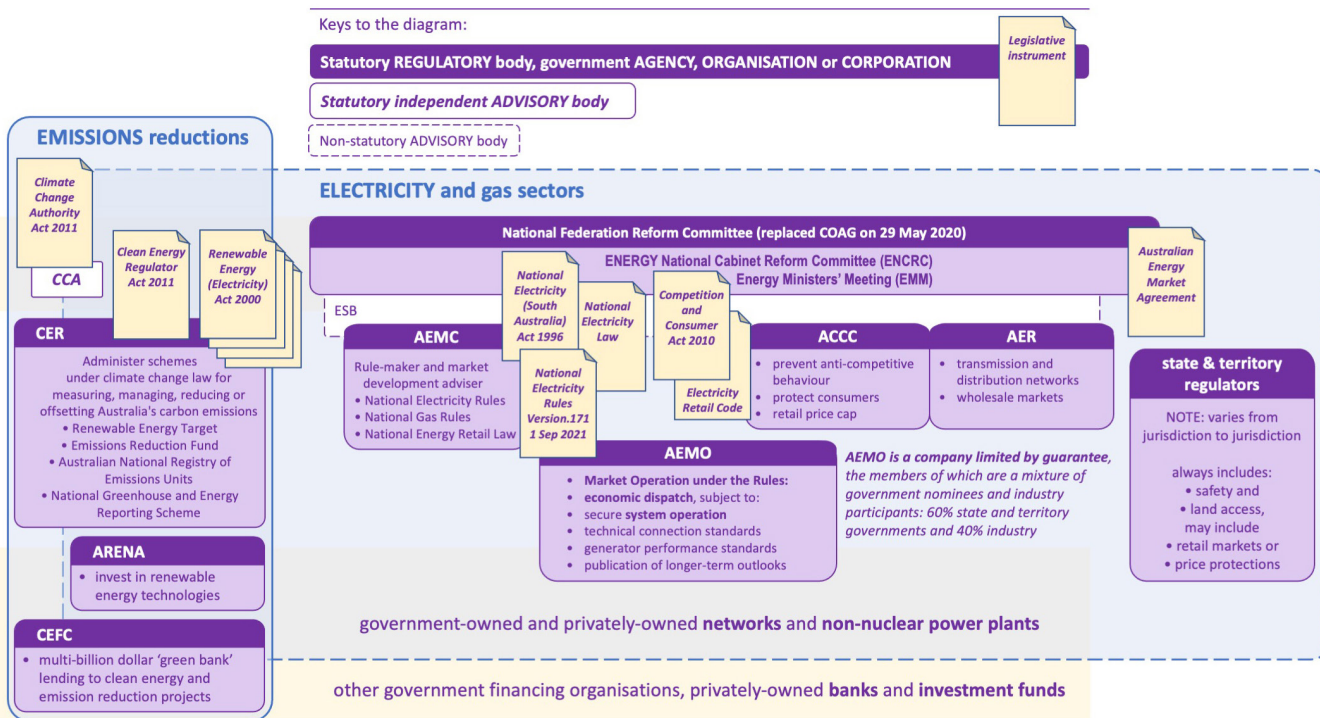 Keys to the diagram:
Statutory REGULATORY body, government AGENCY, ORGANISATION or CORPORATION
Legislative
instrument
Statutory independent ADVISORY body
Non-statutory ADVISORY body
EMISSIONS reductions
Climate
Change
Authority
Act 2011
CCA
Clean Energy
Regulator
Act 2011
Renewable
Energy
(Electricity)
Act 2000
CER
Administer schemes
under climate change law for
measuring, managing, reducing or
offsetting Australia's carbon emissions
• Renewable Energy Target
• Emissions Reduction Fund
• Australian National Registry of
Emissions Units
• National Greenhouse and Energy
Reporting Scheme
ARENA
• invest in renewable
energy technologies
CEFC
• multi-billion dollar ‘green bank’
lending to clean energy and
emission reduction projects
ELECTRICITY and gas sectors
National Federation Reform Committee (replaced COAG on 29 May 2020)
ENERGY National Cabinet Reform Committee (ENCRC)
Energy Ministers’ Meeting (EMM)
Australian
Energy
Market
Agreement
ESB
AEMC
Rule-maker and market
development adviser
• National Electricity Rules
• National Gas Rules
• National Energy Retail Law
National
Electricity
(South
Australia)
Act 1996
National
Electricity
Law
National
Electricity
Rules
Version.171
1 Sep 2021
Competition
and
Consumer
Act 2010
Electricity
Retail Code
ACCC
• prevent anti-competitive
behaviour
• protect consumers
• retail price cap
AER
• transmission and
distribution networks
• wholesale markets
state & territory
regulators
NOTE: varies from
jurisdiction to jurisdiction
always includes:
• safety and
• land access,
may include
• retail markets or
• price protections
AEMO
• Market Operation under the Rules:
• economic dispatch, subject to:
• secure system operation
• technical connection standards
• generator performance standards
• publication of longer-term outlooks
AEMO is a company limited by guarantee,
the members of which are a mixture of
government nominees and industry
participants: 60% state and territory
governments and 40% industry
government-owned and privately-owned networks and non-nuclear power plants
other government financing organisations, privately-owned banks and investment funds